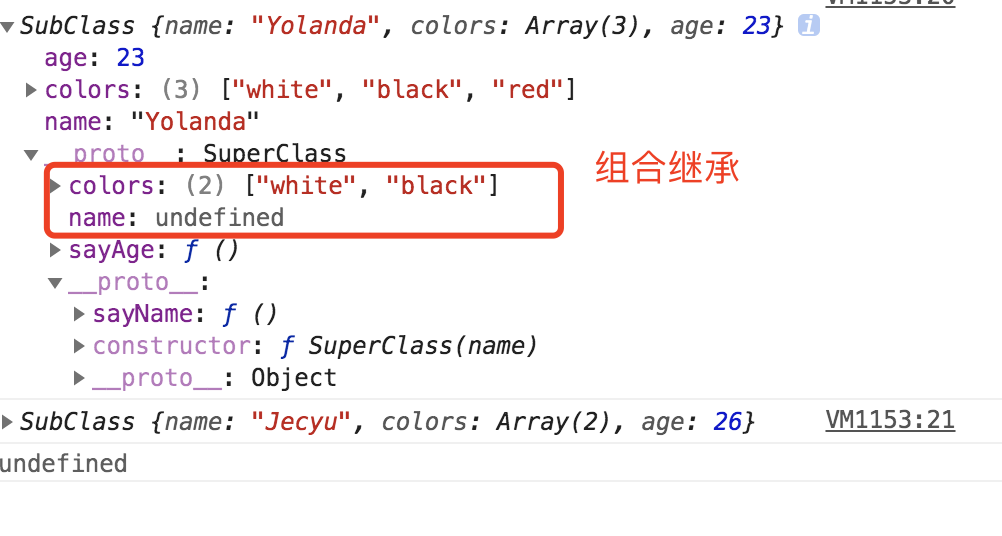 VM1153:20
▼SubClass {name: "Yolanda", colors: Array(3), age: 23} i
age: 23
▶colors: (3) ["white", "black", "red"]
name: "Yolanda"
▼__proto__: SuperClass
▶colors: (2) ["white", "black"]
组合继承
name: undefined
▶sayAge: ƒ ()
▼__proto__:
▶sayName: ƒ ()
▶constructor: ƒ SuperClass(name)
▶__proto__: Object
▶SubClass {name: "Jecyu", colors: Array(2), age: 26} VM1153:21
undefined